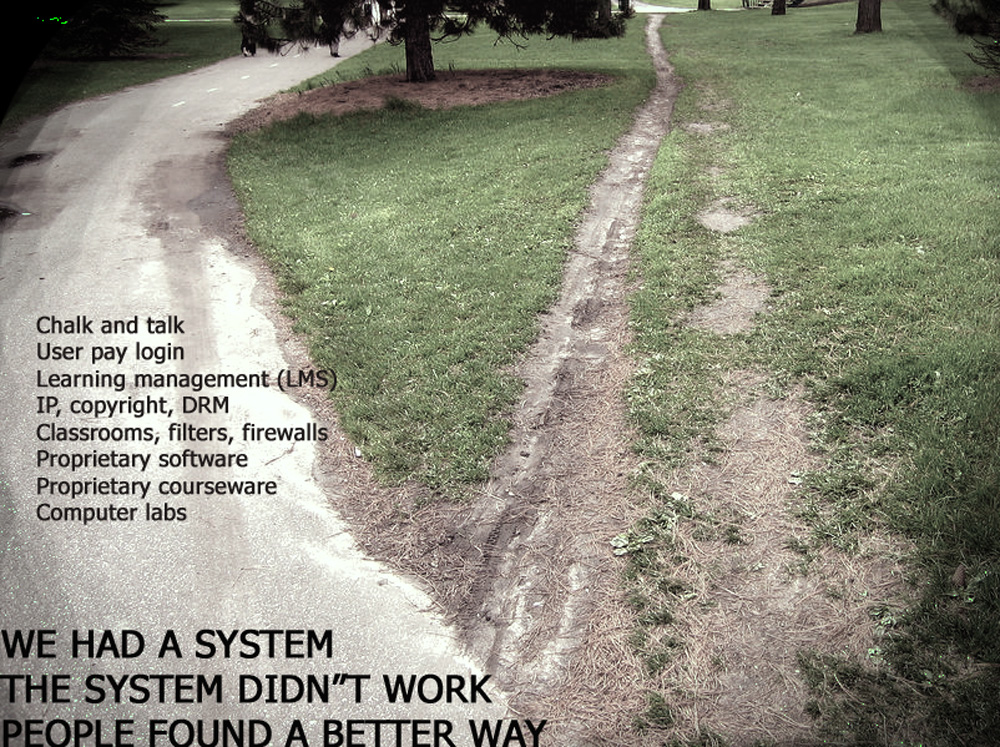 Chalk and talk
User pay login
Learning management (LMS)
IP, copyright, DRM
Classrooms, filters, firewalls
Proprietary software
Proprietary courseware
Computer labs
WE HAD A SYSTEM
THE SYSTEM DIDN"T WORK
PEOPLE FOUND A BETTER WAY